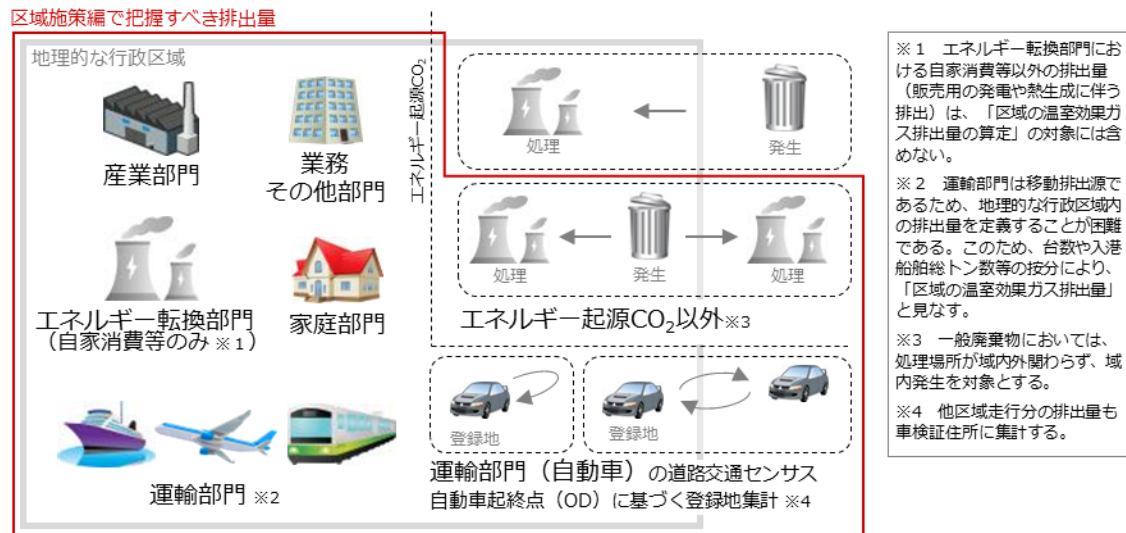 区域施策編で把握すべき排出量
地理的な行政区域
産業部門
業務
その他部門
エネルギー転換部門
（自家消費等のみ ※１）
家庭部門
運輸部門 ※2
エネルギー起源CO₂
処理
発生
処理
発生
処理
エネルギー起源CO₂以外※3
登録地
登録地
運輸部門（自動車）の道路交通センサス
自動車起終点（OD）に基づく登録地集計 ※4
※１　エネルギー転換部門にお
ける自家消費等以外の排出量
（販売用の発電や熱生成に伴う
排出）は、「区域の温室効果ガ
ス排出量の算定」の対象には含
めない。
※２　運輸部門は移動排出源で
あるため、地理的な行政区域内
の排出量を定義することが困難
である。このため、台数や入港
船舶総トン数等の按分により、
「区域の温室効果ガス排出量」
と見なす。
※3　一般廃棄物においては、
処理場所が域内外関わらず、域
内発生を対象とする。
※4　他区域走行分の排出量も
車検証住所に集計する。